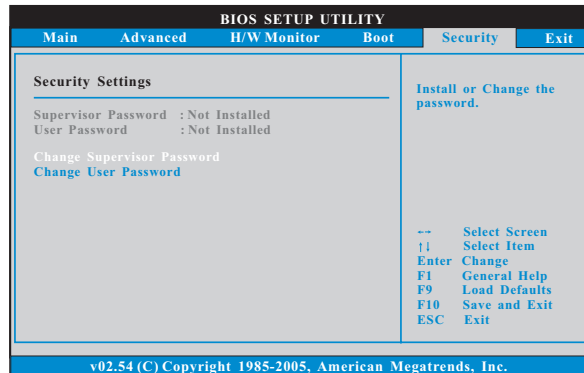 BIOS SETUP UTILITY
Main Advanced H/W Monitor Boot Security Exit
Security Settings
Supervisor Password : Not Installed
User Password : Not Installed
Change Supervisor Password
Change User Password
Install or Change the
password.
←→ Select Screen
↑↓ Select Item
Enter Change
F1 General Help
F9 Load Defaults
F10 Save and Exit
ESC Exit
v02.54 (C) Copyright 1985-2005, American Megatrends, Inc.